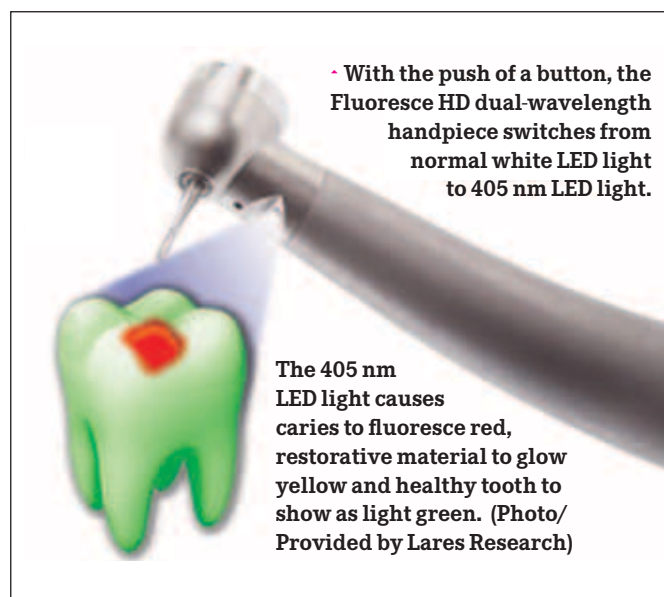 With the push of a button, the
Fluoresce HD dual-wavelength
handpiece switches from
normal white LED light
to 405 nm LED light.
The 405 nm
LED light causes
caries to fluoresce red,
restorative material to glow
yellow and healthy tooth to
show as light green. (Photo/
Provided by Lares Research)